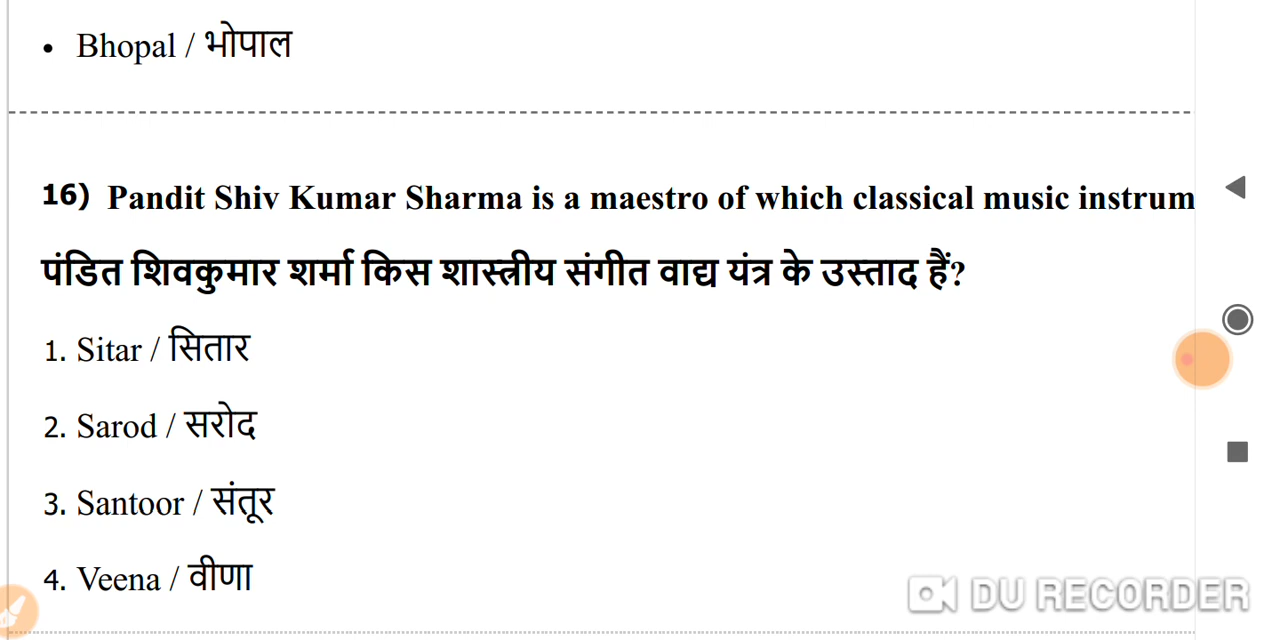 • Bhopal / भोपाल
16) Pandit Shiv Kumar Sharma is a maestro of which classical music instrum
पंडित शिवकुमार शर्मा किस शास्त्रीय संगीत वाद्य यंत्र के उस्ताद हैं?
1. Sitar / सितार
2. Sarod / सरोद
3. Santoor / संतूर
4. Veena / वीणा
DU RECORDER